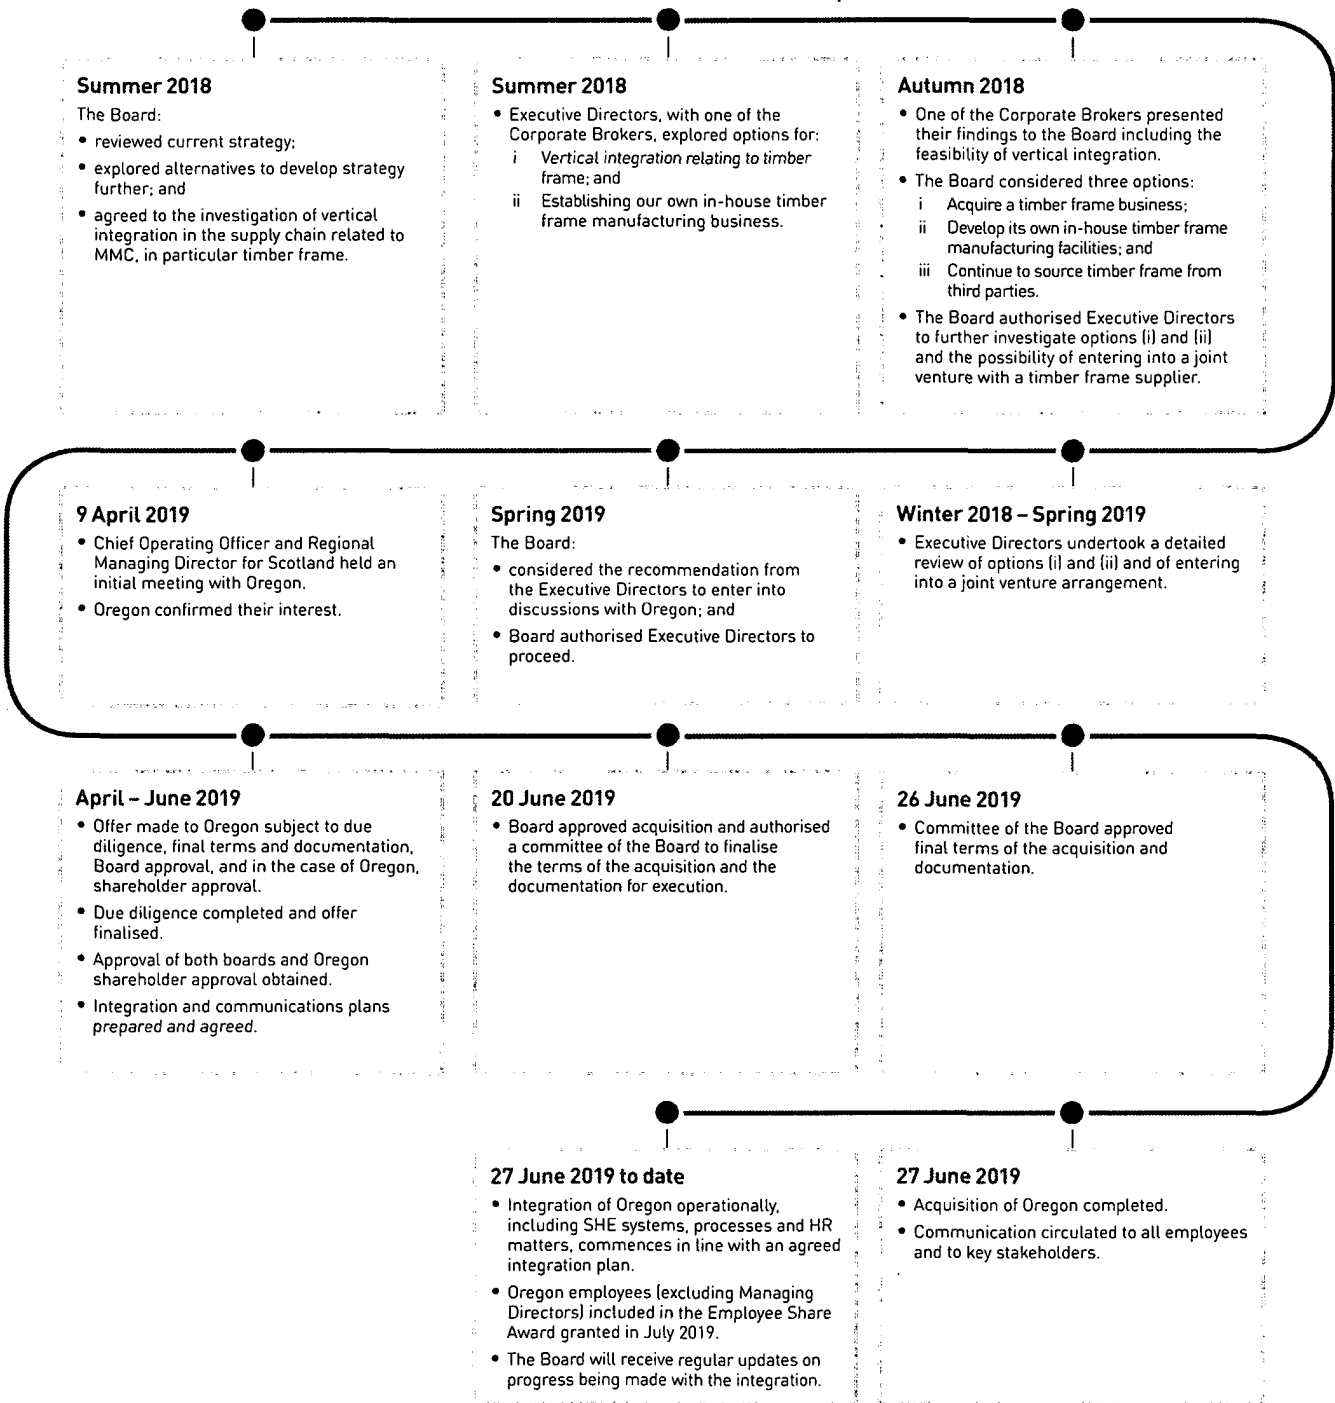 Summer 2018
The Board:
• reviewed current strategy;
• explored alternatives to develop strategy
further; and
• agreed to the investigation of vertical
integration in the supply chain related to
MMC, in particular timber frame.
Summer 2018
• Executive Directors, with one of the
Corporate Brokers, explored options for:
i Vertical integration relating to timber
frame; and
ii Establishing our own in-house timber
frame manufacturing business.
Autumn 2018
• One of the Corporate Brokers presented
their findings to the Board including the
feasibility of vertical integration.
• The Board considered three options:
i Acquire a timber frame business;
ii Develop its own in-house timber frame
manufacturing facilities; and
iii Continue to source timber frame from
third parties.
• The Board authorised Executive Directors
to further investigate options (i) and (ii)
and the possibility of entering into a joint
venture with a timber frame supplier.
Winter 2018 – Spring 2019
• Executive Directors undertook a detailed
review of options (i) and (ii) and of entering
into a joint venture arrangement.
Spring 2019
The Board:
• considered the recommendation from
the Executive Directors to enter into
discussions with Oregon; and
• Board authorised Executive Directors to
proceed.
9 April 2019
• Chief Operating Officer and Regional
Managing Director for Scotland held an
initial meeting with Oregon.
• Oregon confirmed their interest.
April – June 2019
• Offer made to Oregon subject to due
diligence, final terms and documentation,
Board approval, and in the case of Oregon,
shareholder approval.
• Due diligence completed and offer
finalised.
• Approval of both boards and Oregon
shareholder approval obtained.
• Integration and communications plans
prepared and agreed.
20 June 2019
• Board approved acquisition and authorised
a committee of the Board to finalise
the terms of the acquisition and the
documentation for execution.
26 June 2019
• Committee of the Board approved
final terms of the acquisition and
documentation.
27 June 2019
• Acquisition of Oregon completed.
• Communication circulated to all employees
and to key stakeholders.
27 June 2019 to date
• Integration of Oregon operationally,
including SHE systems, processes and HR
matters, commences in line with an agreed
integration plan.
• Oregon employees (excluding Managing
Directors) included in the Employee Share
Award granted in July 2019.
• The Board will receive regular updates on
progress being made with the integration.